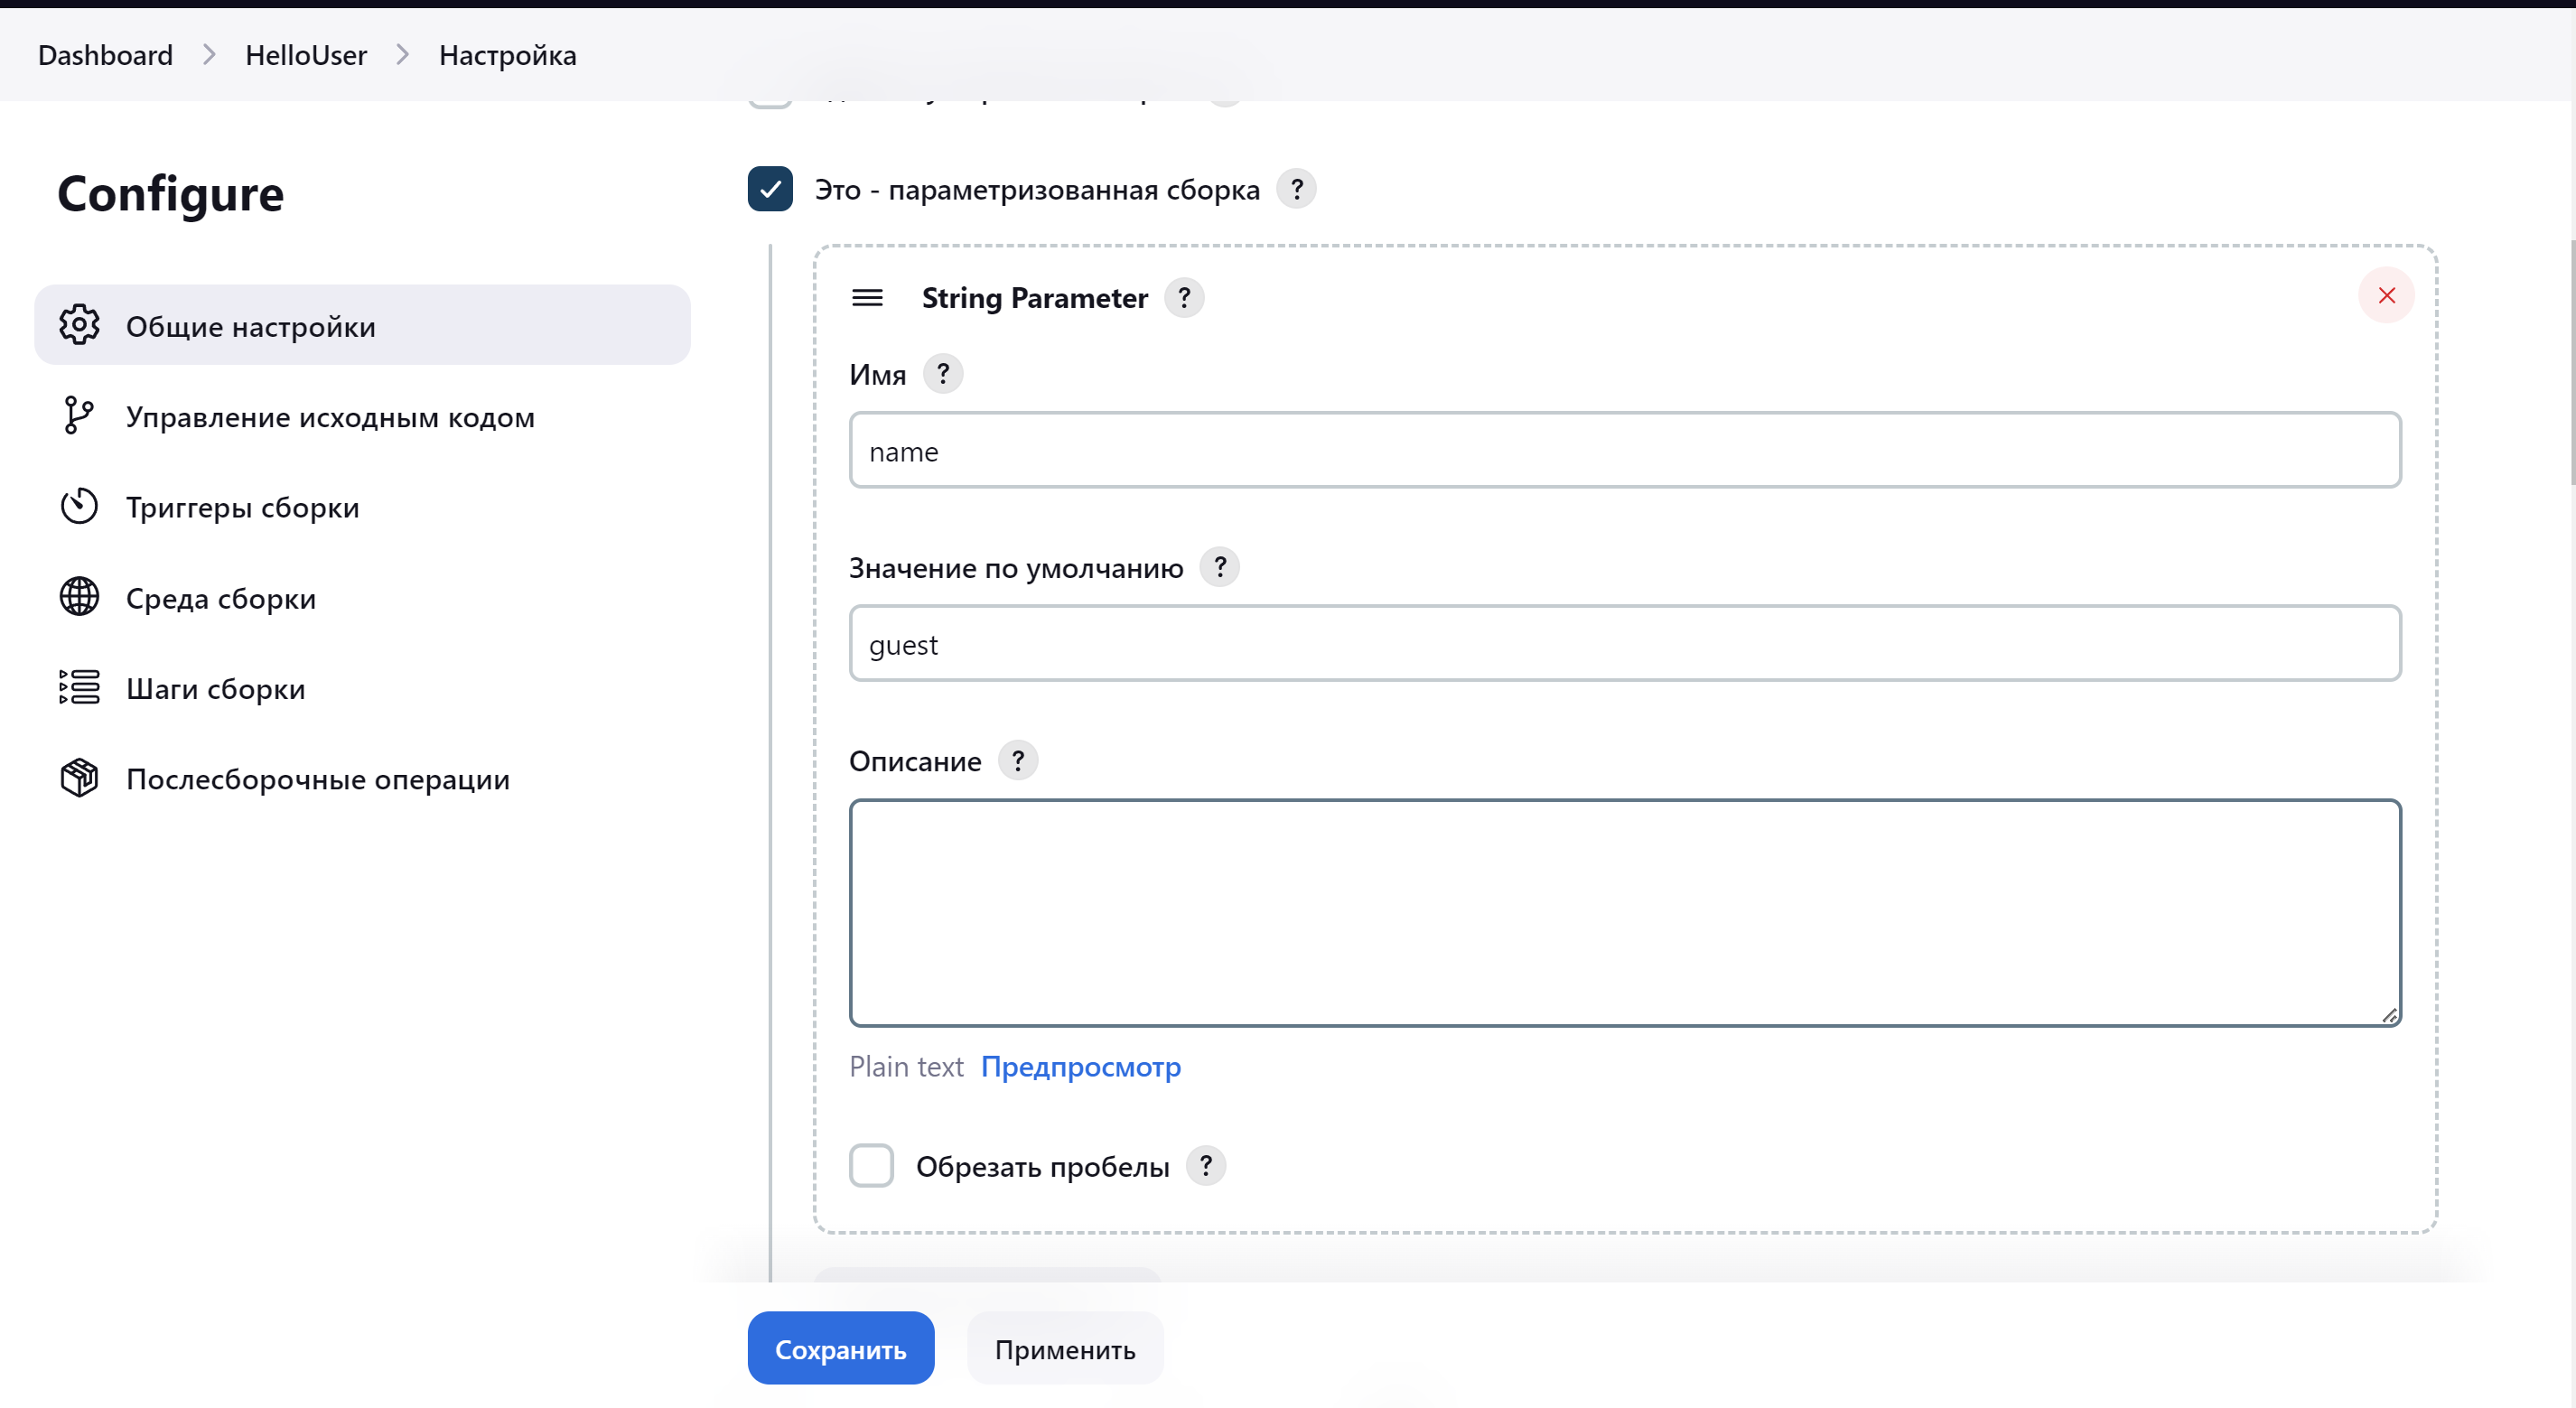 Dashboard > HelloUser > Настройка
Configure
Общие настройки
Управление исходным кодом
Триггеры сборки
Среда сборки
Шаги сборки
Послесборочные операции
Это - параметризованная сборка ?
String Parameter ?
Имя ?
name
Значение по умолчанию ?
guest
Описание ?
Plain text Предпросмотр
Обрезать пробелы ?
Сохранить Применить